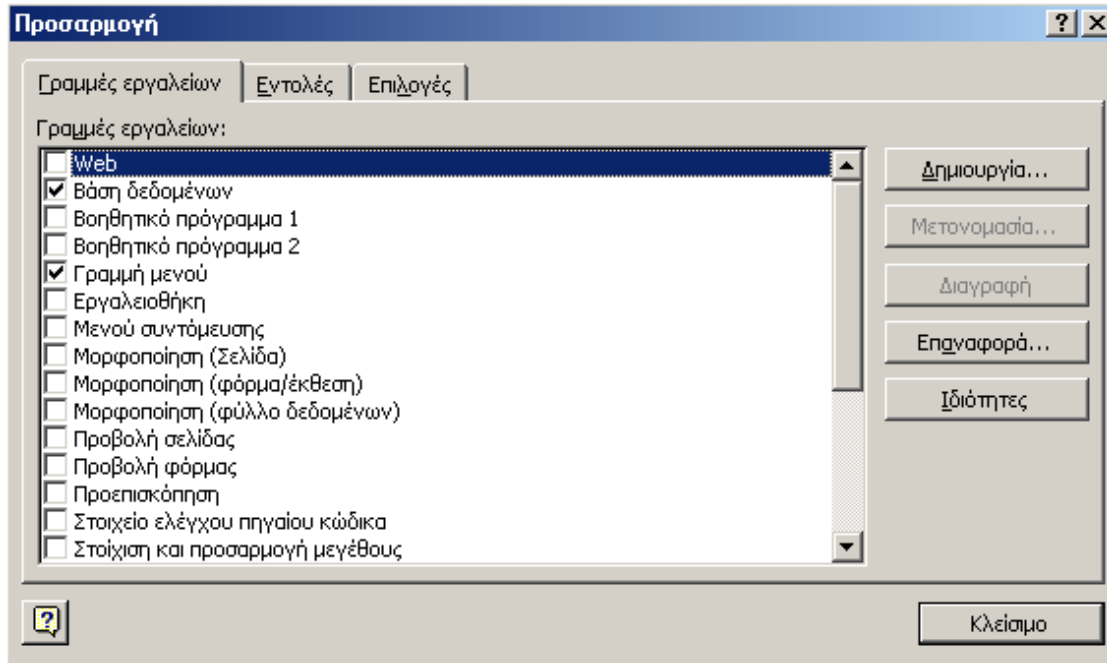 Προσαρμογή
Γραμμές εργαλείων Εντολές Επιλογές
Γραμμές εργαλείων:
Web
Βάση δεδομένων
Βοηθητικό πρόγραμμα 1
Βοηθητικό πρόγραμμα 2
Γραμμή μενού
Εργαλειοθήκη
Μενού συντόμευσης
Μορφοποίηση (Σελίδα)
Μορφοποίηση (φόρμα/έκθεση)
Μορφοποίηση (φύλλο δεδομένων)
Προβολή σελίδας
Προβολή φόρμας
Προεπισκόπηση
Στοιχείο ελέγχου πηγαίου κώδικα
Στοίχιση και προσαρμογή μεγέθους
Δημιουργία...
Μετονομασία...
Διαγραφή
Επαναφορά...
Ιδιότητες
Κλείσιμο